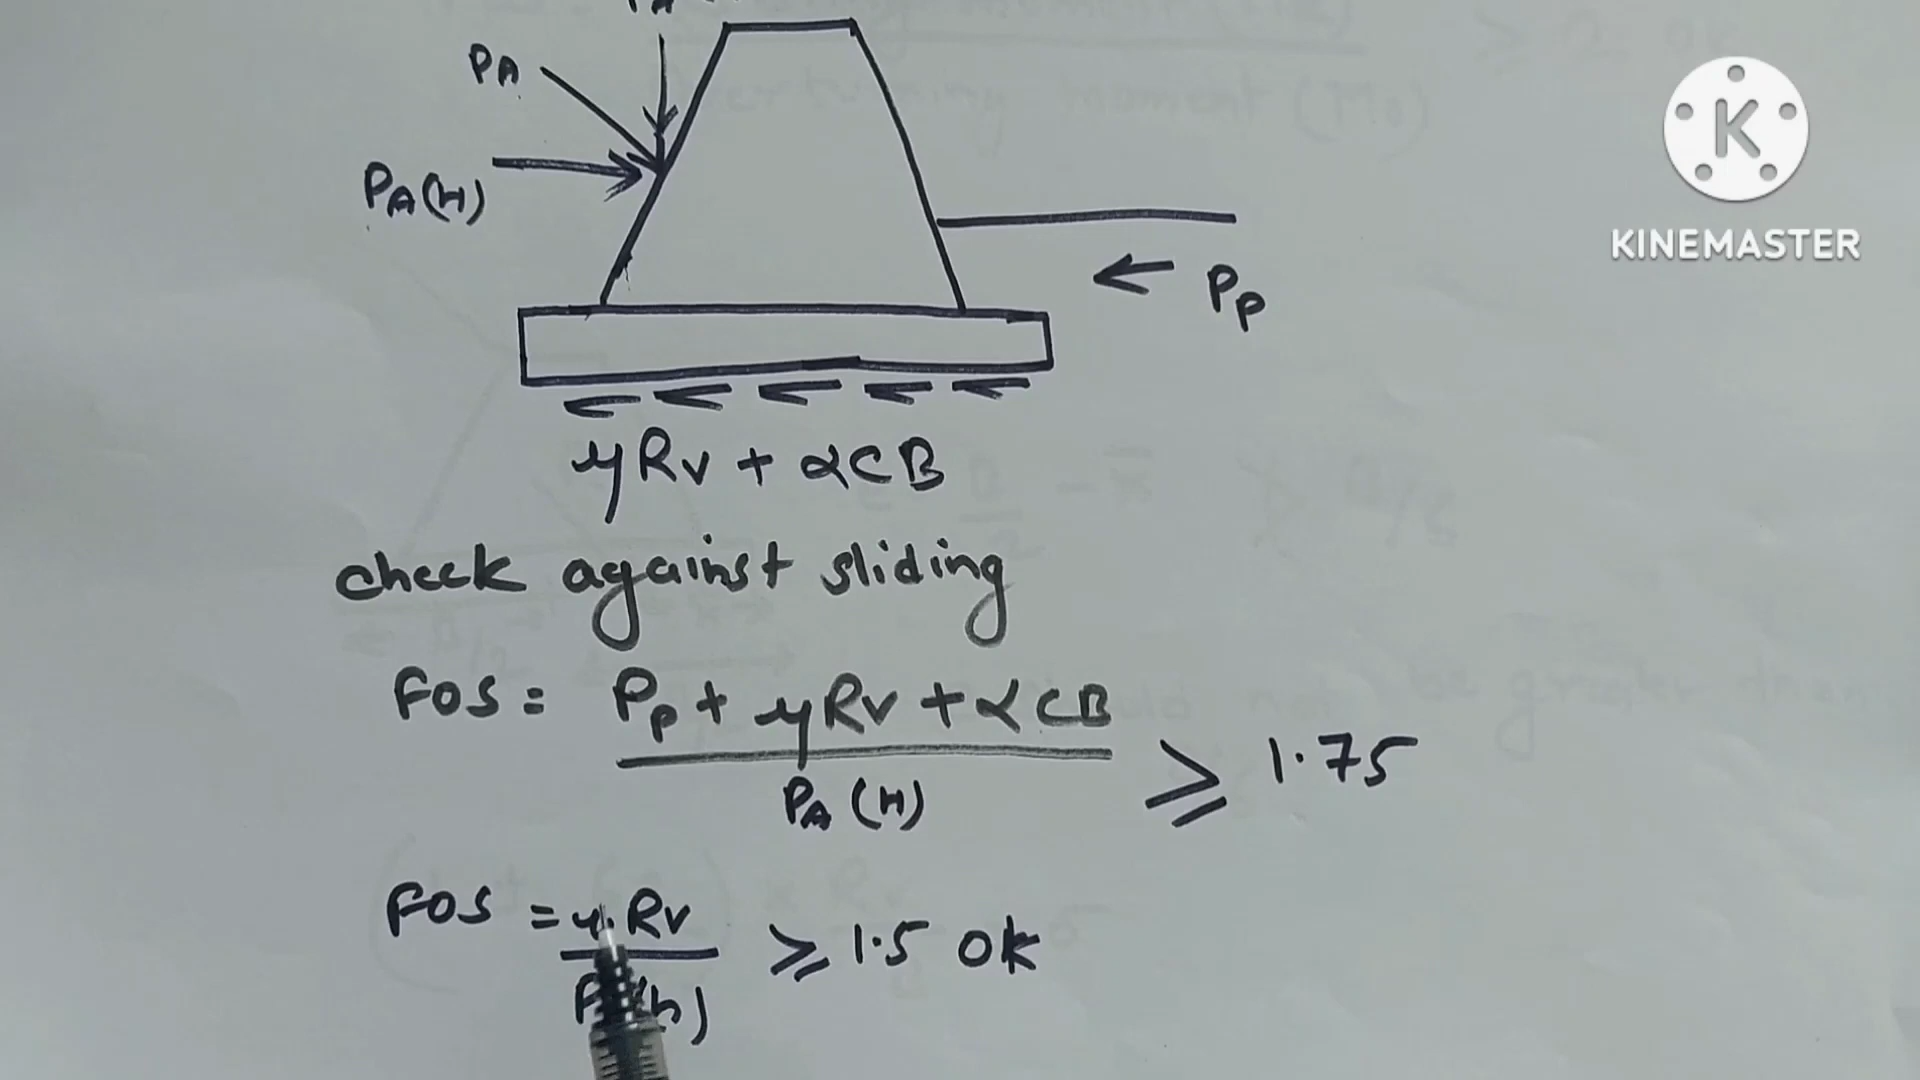 PA
PA(H)
K
KINEMASTER
Pp
μRv + αCB
check against sliding
FOS = Pp + μRv + αCB
PA (H)
≥ 1.75
FOS = μ.Rv
≥ 1.5 ok